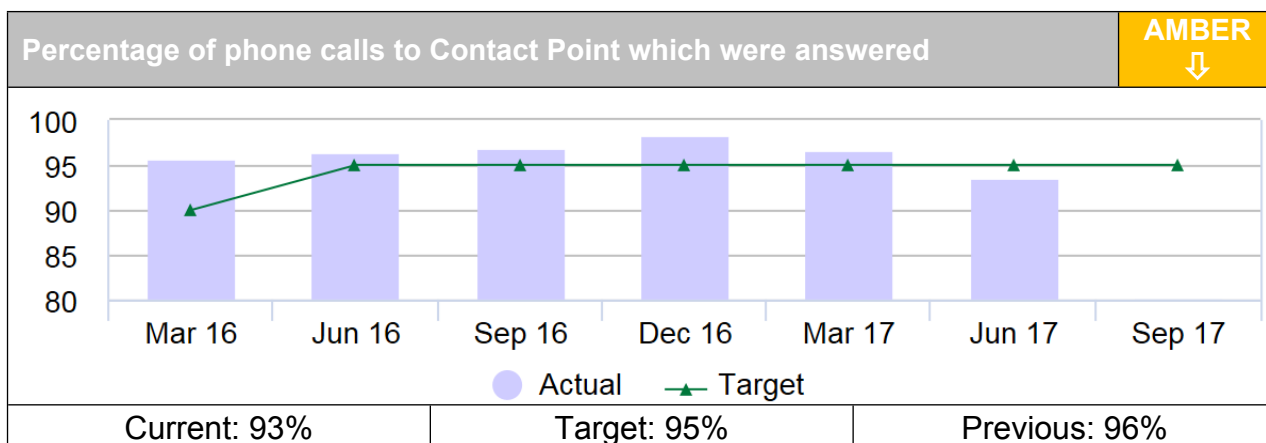 Percentage of phone calls to Contact Point which were answered
AMBER
⇩
100
95
90
85
80
Mar 16 Jun 16 Sep 16 Dec 16 Mar 17 Jun 17 Sep 17
Actual Target
Current: 93% Target: 95% Previous: 96%